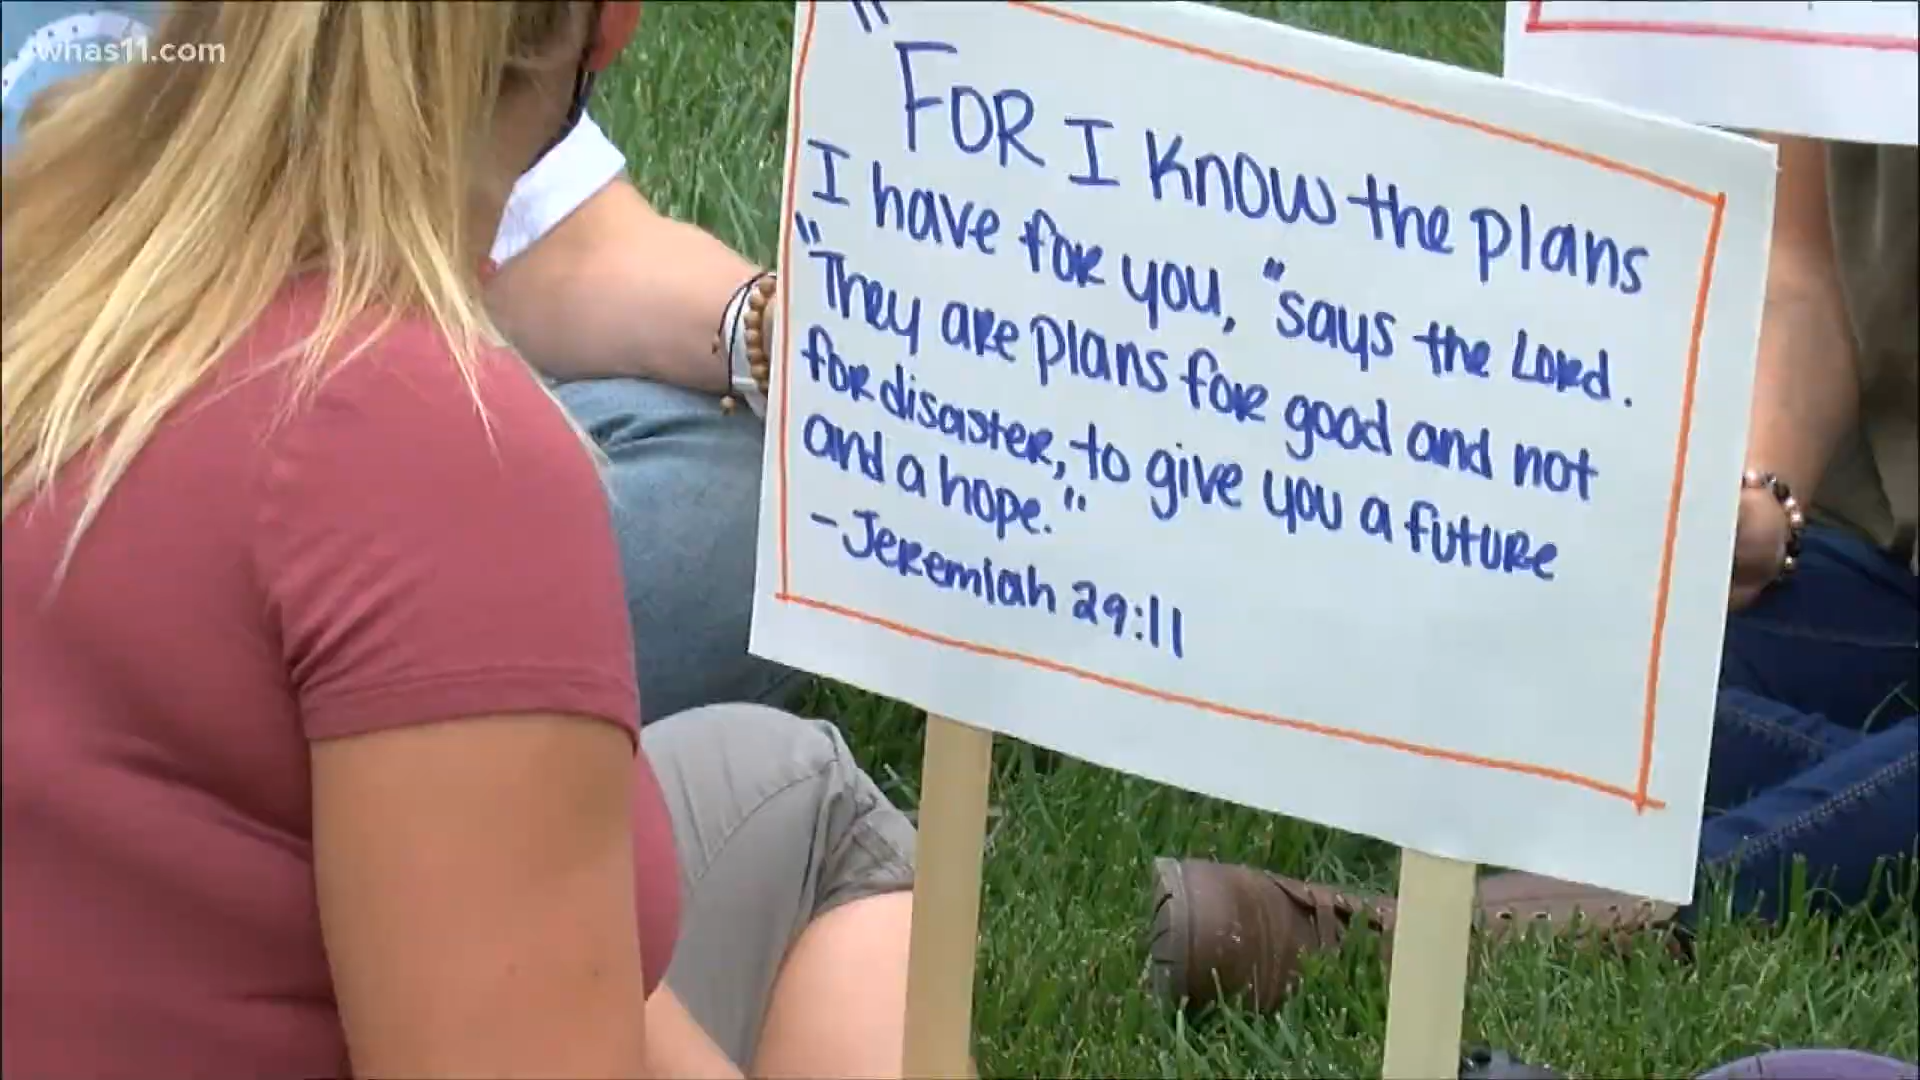 whas11.com
"FOR I KNOW the plans
I have for you, "says the Lord.
"They are plans for good and not
for disaster, to give you a future
and a hope."
- Jeremiah 29:11